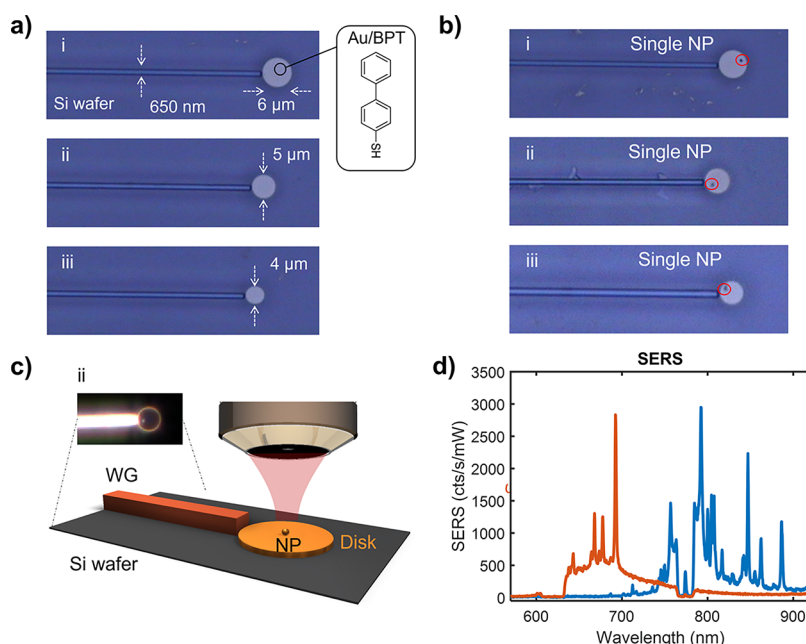 a)
i
Au/BPT
SH
Si wafer
650 nm
6 μm
ii
5 μm
iii
4 μm
b)
i
Single NP
ii
Single NP
iii
Single NP
c)
ii
WG
NP
Disk
Si wafer
d)
SERS
SERS (cts/s/mW)
3500
3000
2500
2000
1500
1000
500
0
600
700
800
900
Wavelength (nm)